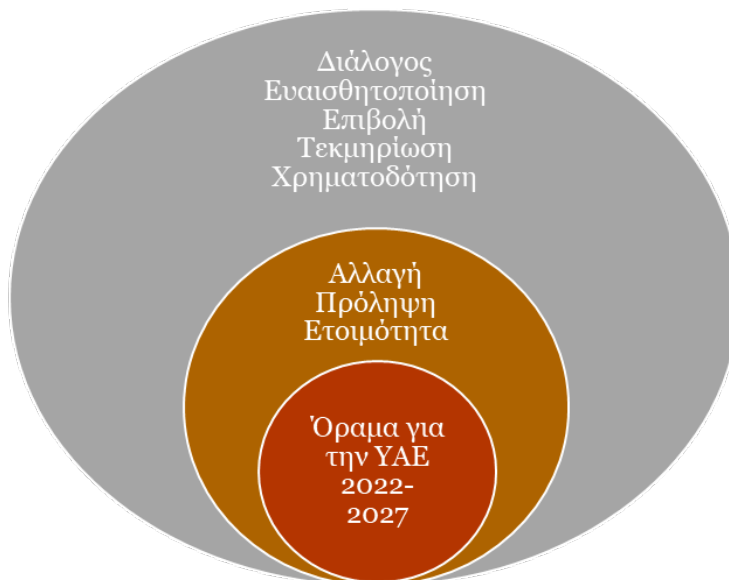 Διάλογος
Ευαισθητοποίηση
Επιβολή
Τεκμηρίωση
Χρηματοδότηση
Αλλαγή
Πρόληψη
Ετοιμότητα
Όραμα για
την ΥΑΕ
2022-
2027